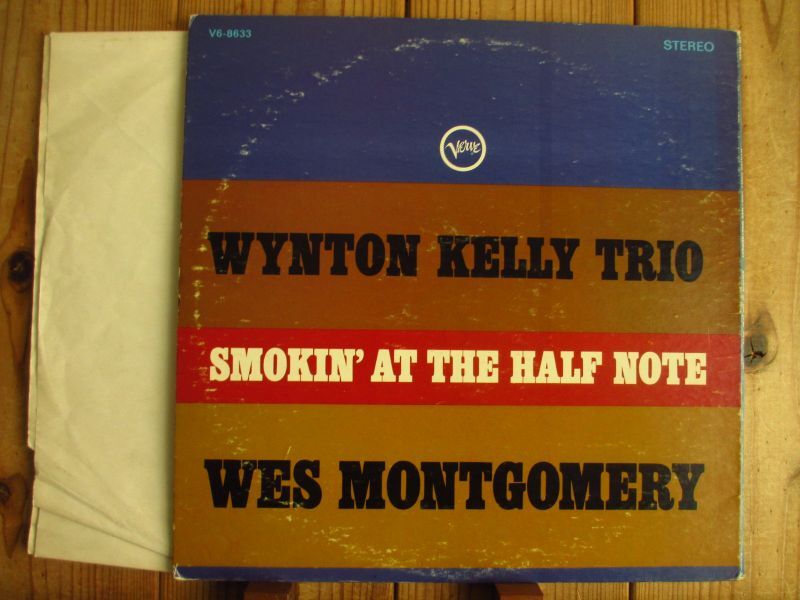 V6-8633
STEREO
Verve
WYNTON KELLY TRIO
SMOKIN' AT THE HALF NOTE
WES MONTGOMERY